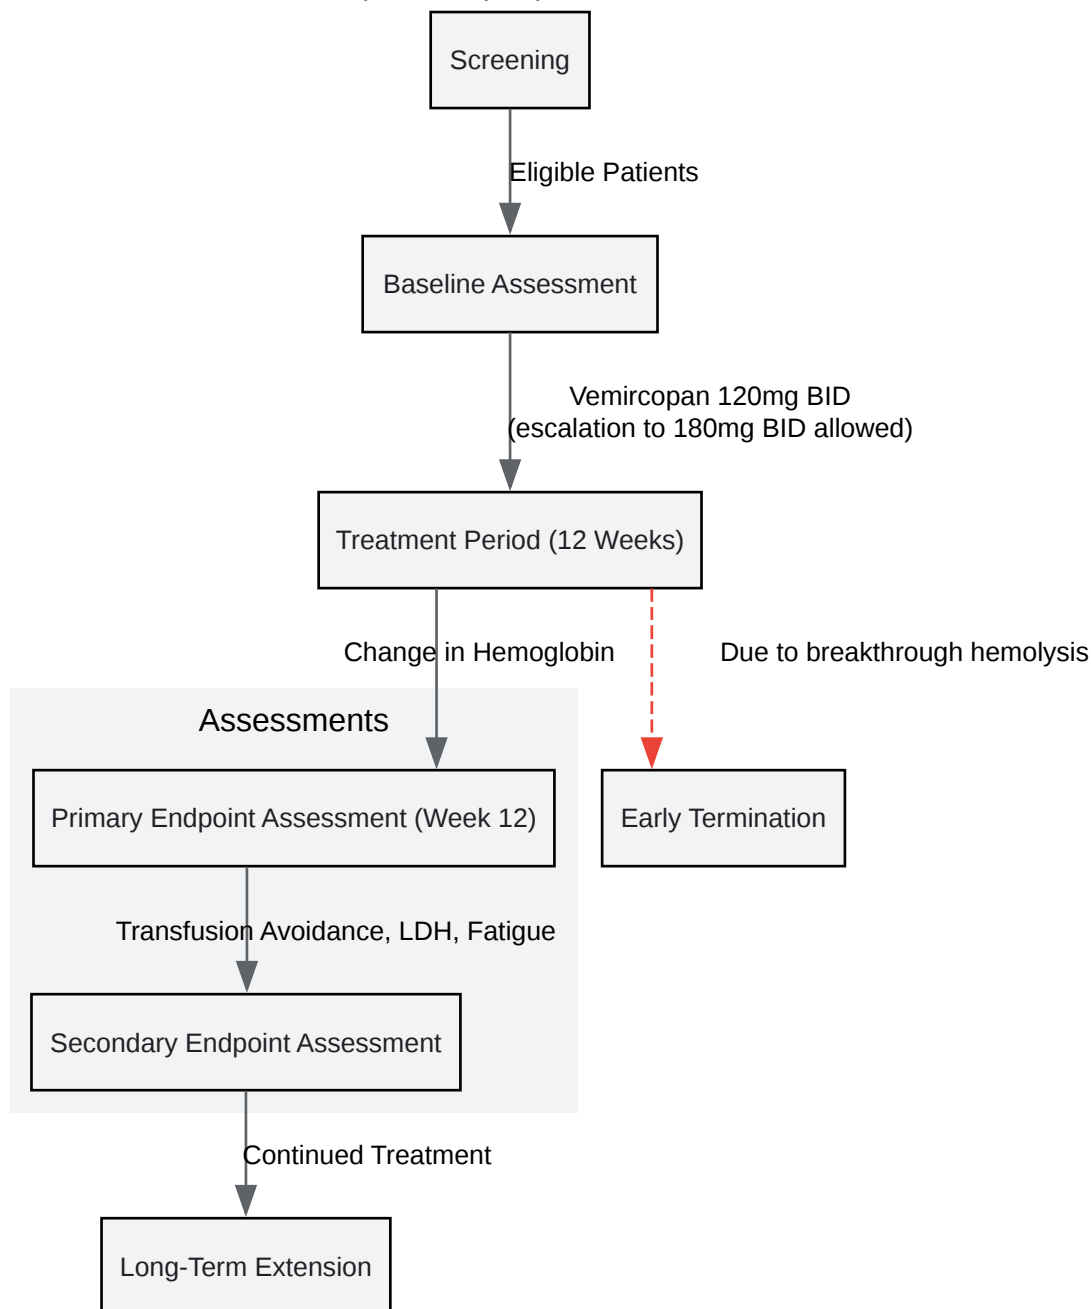 Screening
Eligible Patients
Baseline Assessment
Vemircopan 120mg BID
(escalation to 180mg BID allowed)
Treatment Period (12 Weeks)
Change in Hemoglobin
Due to breakthrough hemolysis
Assessments
Primary Endpoint Assessment (Week 12)
Early Termination
Transfusion Avoidance, LDH, Fatigue
Secondary Endpoint Assessment
Continued Treatment
Long-Term Extension